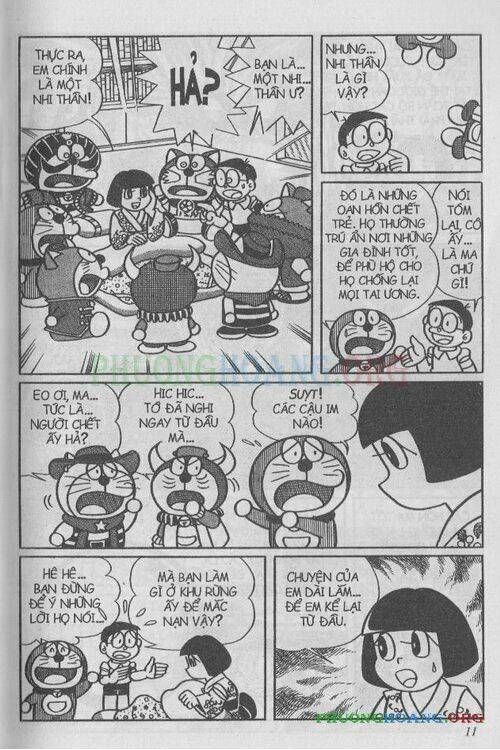 THỰC RA,
EM CHÍNH
LÀ MỘT
NHI THẦN!
HẢ?
BẠN LÀ...
MỘT NHI...
THẦN Ư?
NHƯNG...
NHI THẦN
LÀ GÌ
VẬY?
ĐÓ LÀ NHỮNG
OAN HỒN CHẾT
TRẺ. HỌ THƯỜNG
TRÚ ẨN NƠI NHỮNG
GIA ĐÌNH TỐT,
ĐỂ PHÙ HỘ CHO
HỌ CHỐNG LẠI
MỌI TAI ƯƠNG.
NÓI
TÓM
LẠI, CÔ
ẤY...
LÀ MA
CHỨ
GÌ!
PHUONGHOANG.ORG
EO ƠI, MA...
TỨC LÀ...
NGƯỜI CHẾT
ẤY HẢ?
HIC HIC...
TỚ ĐÃ NGHI
NGAY TỪ ĐẦU
MÀ...
SUYT!
CÁC CẬU IM
NÀO!
HÊ HÊ...
BẠN ĐỪNG
ĐỂ Ý NHỮNG
LỜI HỌ NÓI...
MÀ BẠN LÀM
GÌ Ở KHU RỪNG
ẤY ĐỂ MẮC
NẠN VẬY?
CHUYỆN CỦA
EM DÀI LẮM...
ĐỂ EM KỂ LẠI
TỪ ĐẦU.
PHUONGHOANG.ORG
11